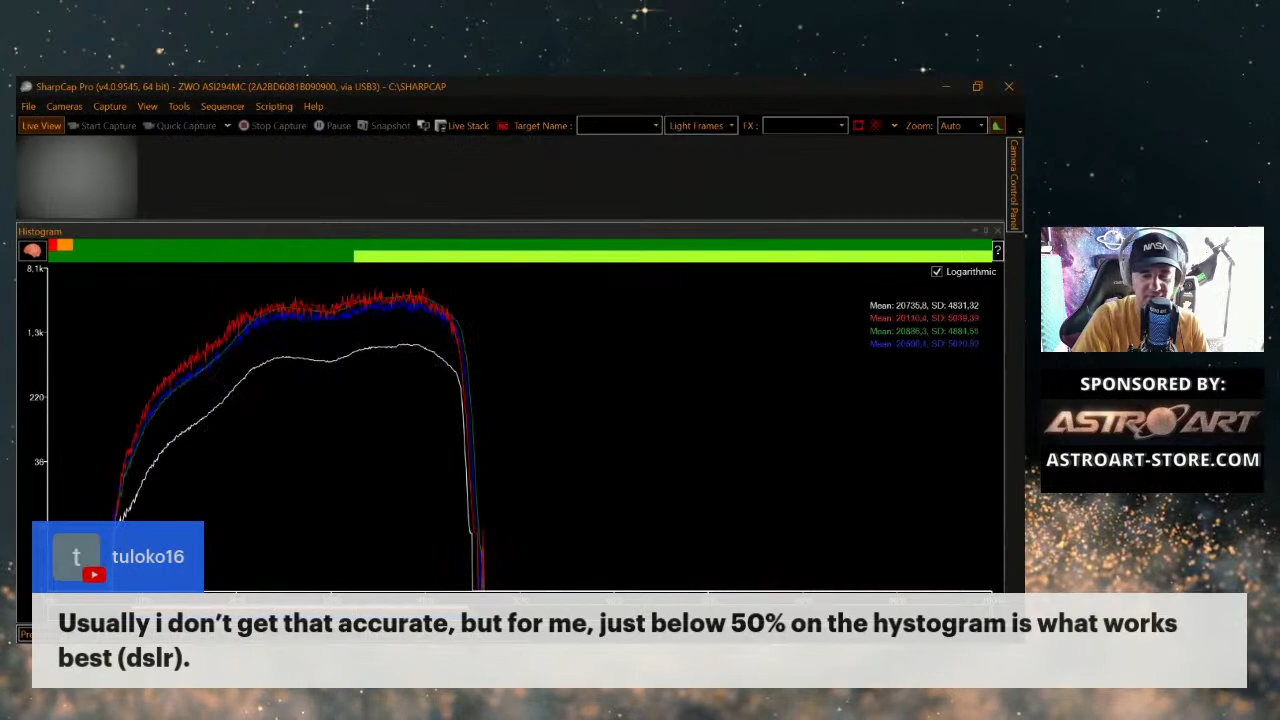 SharpCap Pro (v4.0.9545, 64 bit) - ZWO ASI294MC (2A2BD6081B090900, via USB3) - C:\SHARPCAP
File Cameras Capture View Tools Sequencer Scripting Help
Live View Start Capture Quick Capture Stop Capture Pause Snapshot Live Stack Target Name : Light Frames FX : Zoom: Auto
Camera Control Panel
Histogram
?
8.1k
Logarithmic
Mean: 20735,8, SD: 4831,32
1.3k
220
36
NASA
SPONSORED BY:
ASTROART
ASTROART-STORE.COM
t tuloko16
Usually i don't get that accurate, but for me, just below 50% on the hystogram is what works
best (dslr).